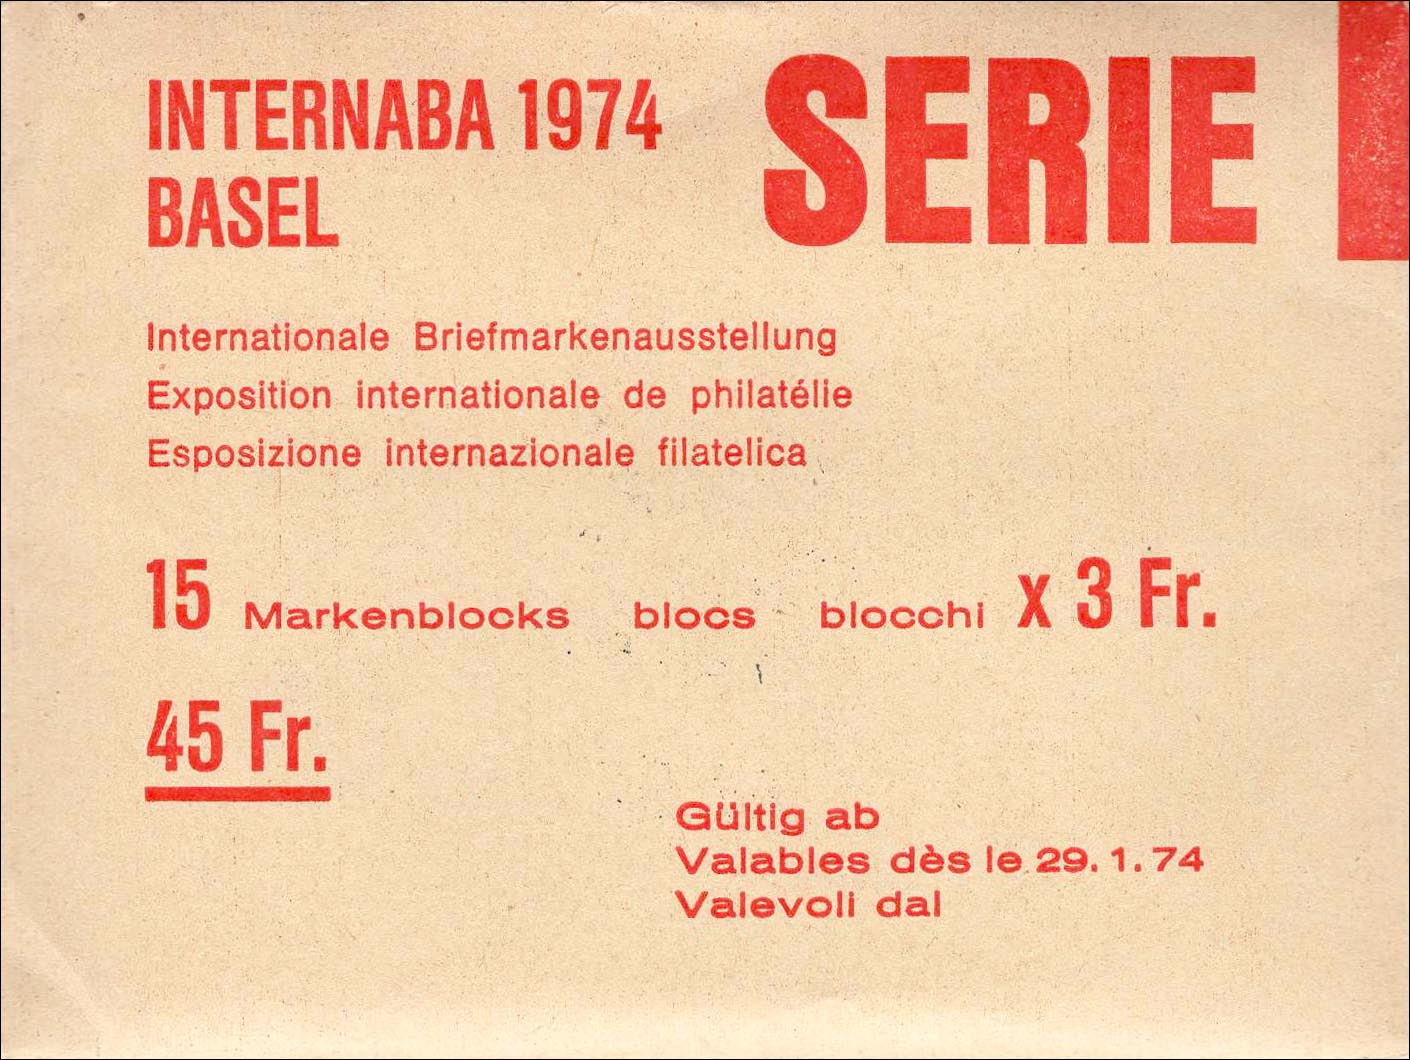 INTERNABA 1974
BASEL
SERIE
Internationale Briefmarkenausstellung
Exposition internationale de philatélie
Esposizione internazionale filatelica
15 Markenblocks blocs blocchi x 3 Fr.
45 Fr.
Gültig ab
Valables dès le 29.1.74
Valevoli dal